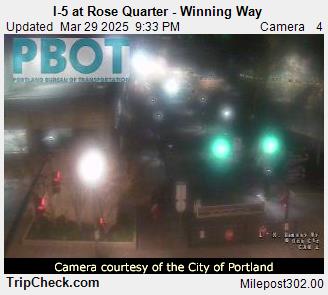 I-5 at Rose Quarter - Winning Way
Updated Mar 29 2025 9:33 PM Camera 4
PBOT
PORTLAND BUREAU OF TRANSPORTATION
Camera courtesy of the City of Portland
TripCheck.com Milepost302.00